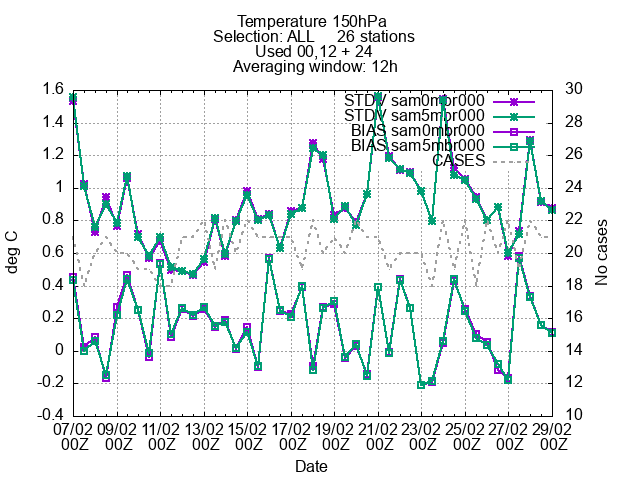 Temperature 150hPa
Selection: ALL 26 stations
Used 00,12 + 24
Averaging window: 12h
STDV sam0mbr000
STDV sam5mbr000
BIAS sam0mbr000
BIAS sam5mbr000
CASES
deg C
1.6
1.4
1.2
1
0.8
0.6
0.4
0.2
0
-0.2
-0.4
No cases
30
28
26
24
22
20
18
16
14
12
10
07/02 09/02 11/02 13/02 15/02 17/02 19/02 21/02 23/02 25/02 27/02 29/02
00Z 00Z 00Z 00Z 00Z 00Z 00Z 00Z 00Z 00Z 00Z 00Z
Date